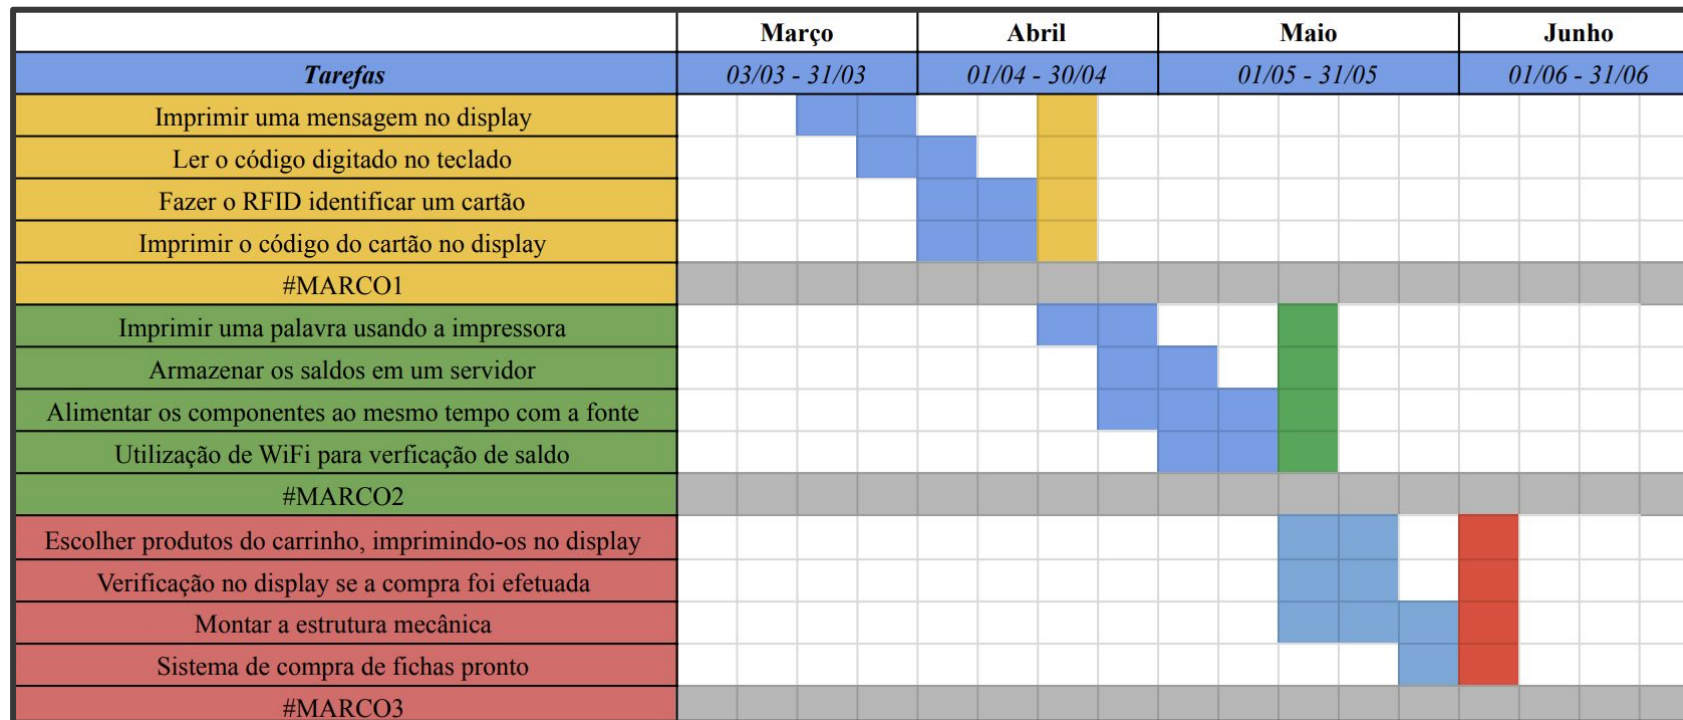 Março Abril Maio Junho
Tarefas 03/03 - 31/03 01/04 - 30/04 01/05 - 31/05 01/06 - 31/06
Imprimir uma mensagem no display
Ler o código digitado no teclado
Fazer o RFID identificar um cartão
Imprimir o código do cartão no display
#MARCO1
Imprimir uma palavra usando a impressora
Armazenar os saldos em um servidor
Alimentar os componentes ao mesmo tempo com a fonte
Utilização de WiFi para verficação de saldo
#MARCO2
Escolher produtos do carrinho, imprimindo-os no display
Verificação no display se a compra foi efetuada
Montar a estrutura mecânica
Sistema de compra de fichas pronto
#MARCO3